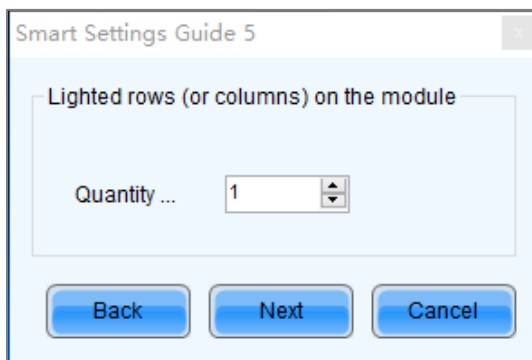 Smart Settings Guide 5
x
Lighted rows (or columns) on the module
Quantity ...
1
Back Next Cancel